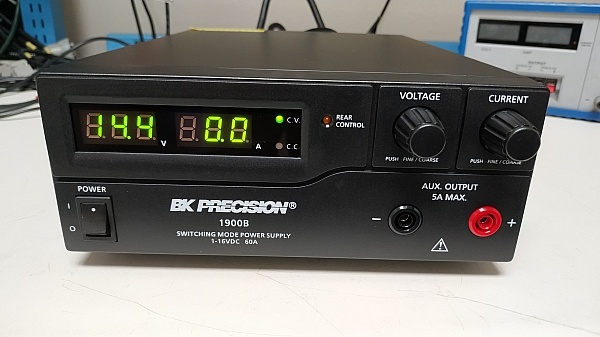 VOLTAGE
CURRENT
14.4 V
0.0 A
C.V.
C.C.
REAR
CONTROL
PUSH FINE / COARSE
PUSH FINE / COARSE
POWER
I
O
BK PRECISION®
1900B
SWITCHING MODE POWER SUPPLY
1-16VDC 60A
AUX. OUTPUT
5A MAX.
− +